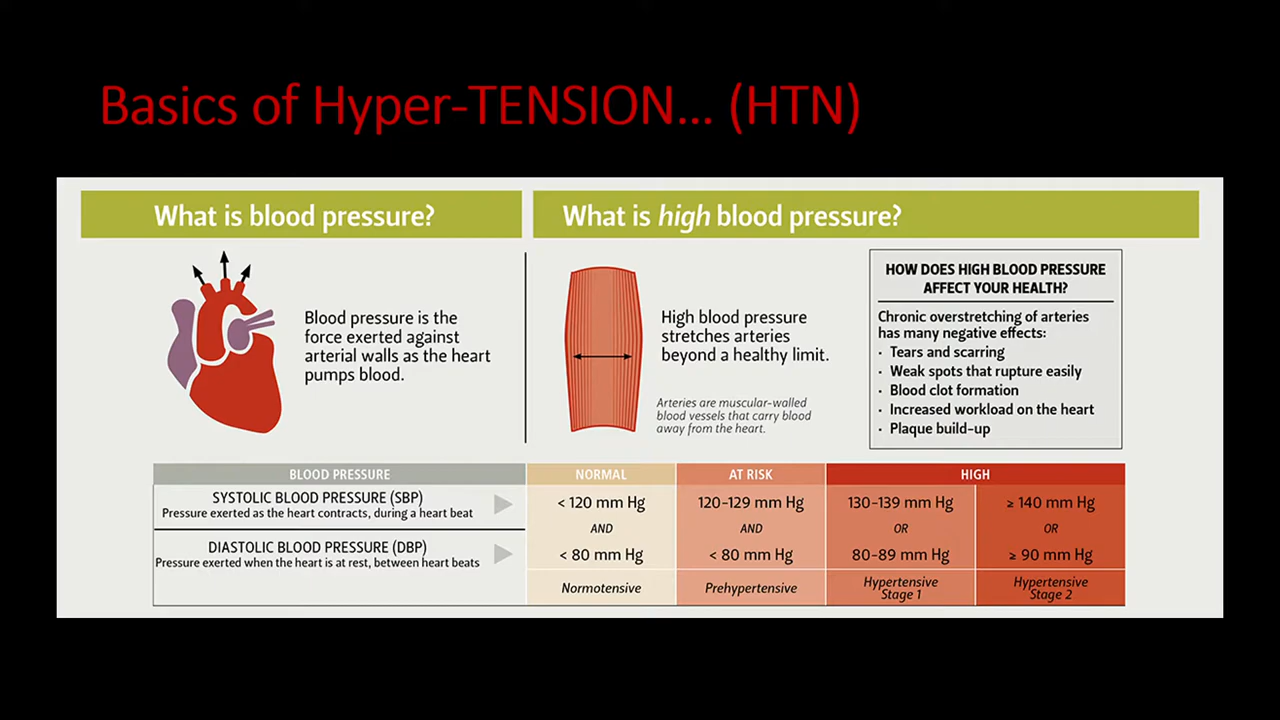 Basics of Hyper-TENSION... (HTN)
What is blood pressure?
Blood pressure is the
force exerted against
arterial walls as the heart
pumps blood.
What is high blood pressure?
High blood pressure
stretches arteries
beyond a healthy limit.
Arteries are muscular-walled
blood vessels that carry blood
away from the heart.
HOW DOES HIGH BLOOD PRESSURE
AFFECT YOUR HEALTH?
Chronic overstretching of arteries
has many negative effects:
· Tears and scarring
· Weak spots that rupture easily
· Blood clot formation
· Increased workload on the heart
· Plaque build-up
BLOOD PRESSURE NORMAL AT RISK HIGH
SYSTOLIC BLOOD PRESSURE (SBP)
Pressure exerted as the heart contracts, during a heart beat
< 120 mm Hg 120-129 mm Hg 130-139 mm Hg ≥ 140 mm Hg
AND AND OR OR
DIASTOLIC BLOOD PRESSURE (DBP)
Pressure exerted when the heart is at rest, between heart beats
< 80 mm Hg < 80 mm Hg 80-89 mm Hg ≥ 90 mm Hg
Normotensive Prehypertensive Hypertensive Hypertensive
Stage 1 Stage 2